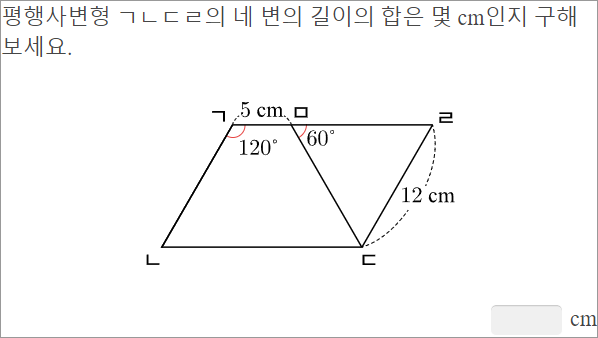 평행사변형 ㄱㄴㄷㄹ의 네 변의 길이의 합은 몇 cm인지 구해
보세요.
ㄱ 5 cm ㅁ ㄹ
120° 60°
12 cm
ㄴ ㄷ
cm